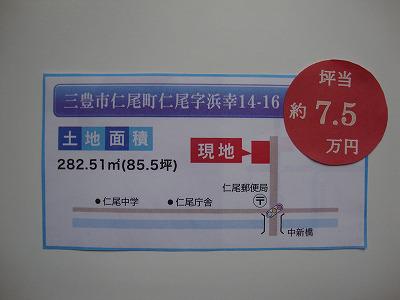 三豊市仁尾町仁尾字浜幸14-16
坪当
約7.5
万円
土地面積
282.51㎡(85.5坪)
現地
仁尾郵便局
〒
●仁尾中学 ●仁尾庁舎
中新橋